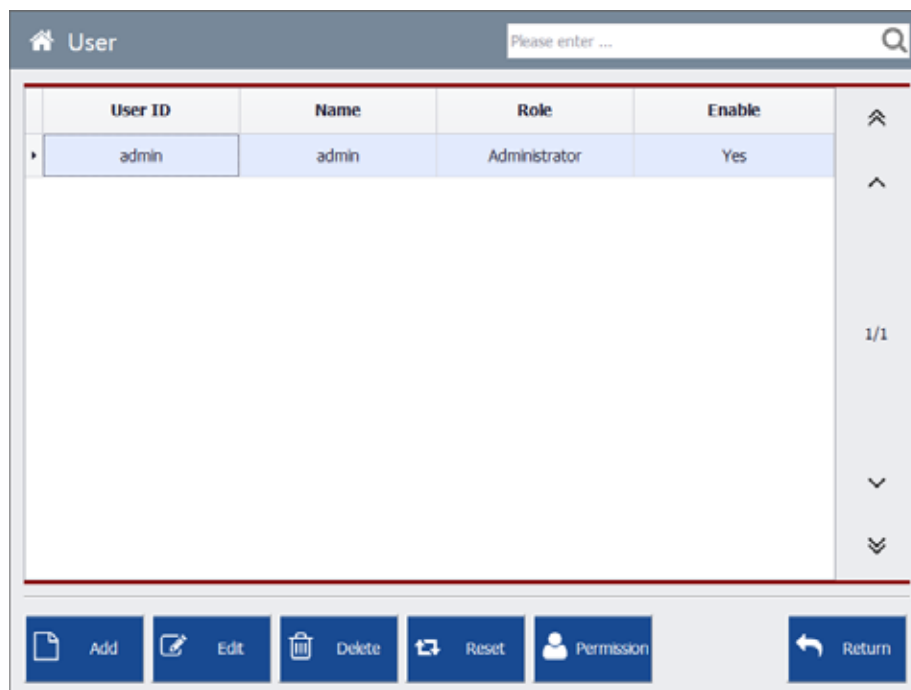 User Please enter ...
User ID Name Role Enable
admin admin Administrator Yes
1/1
Add Edit Delete Reset Permission Return